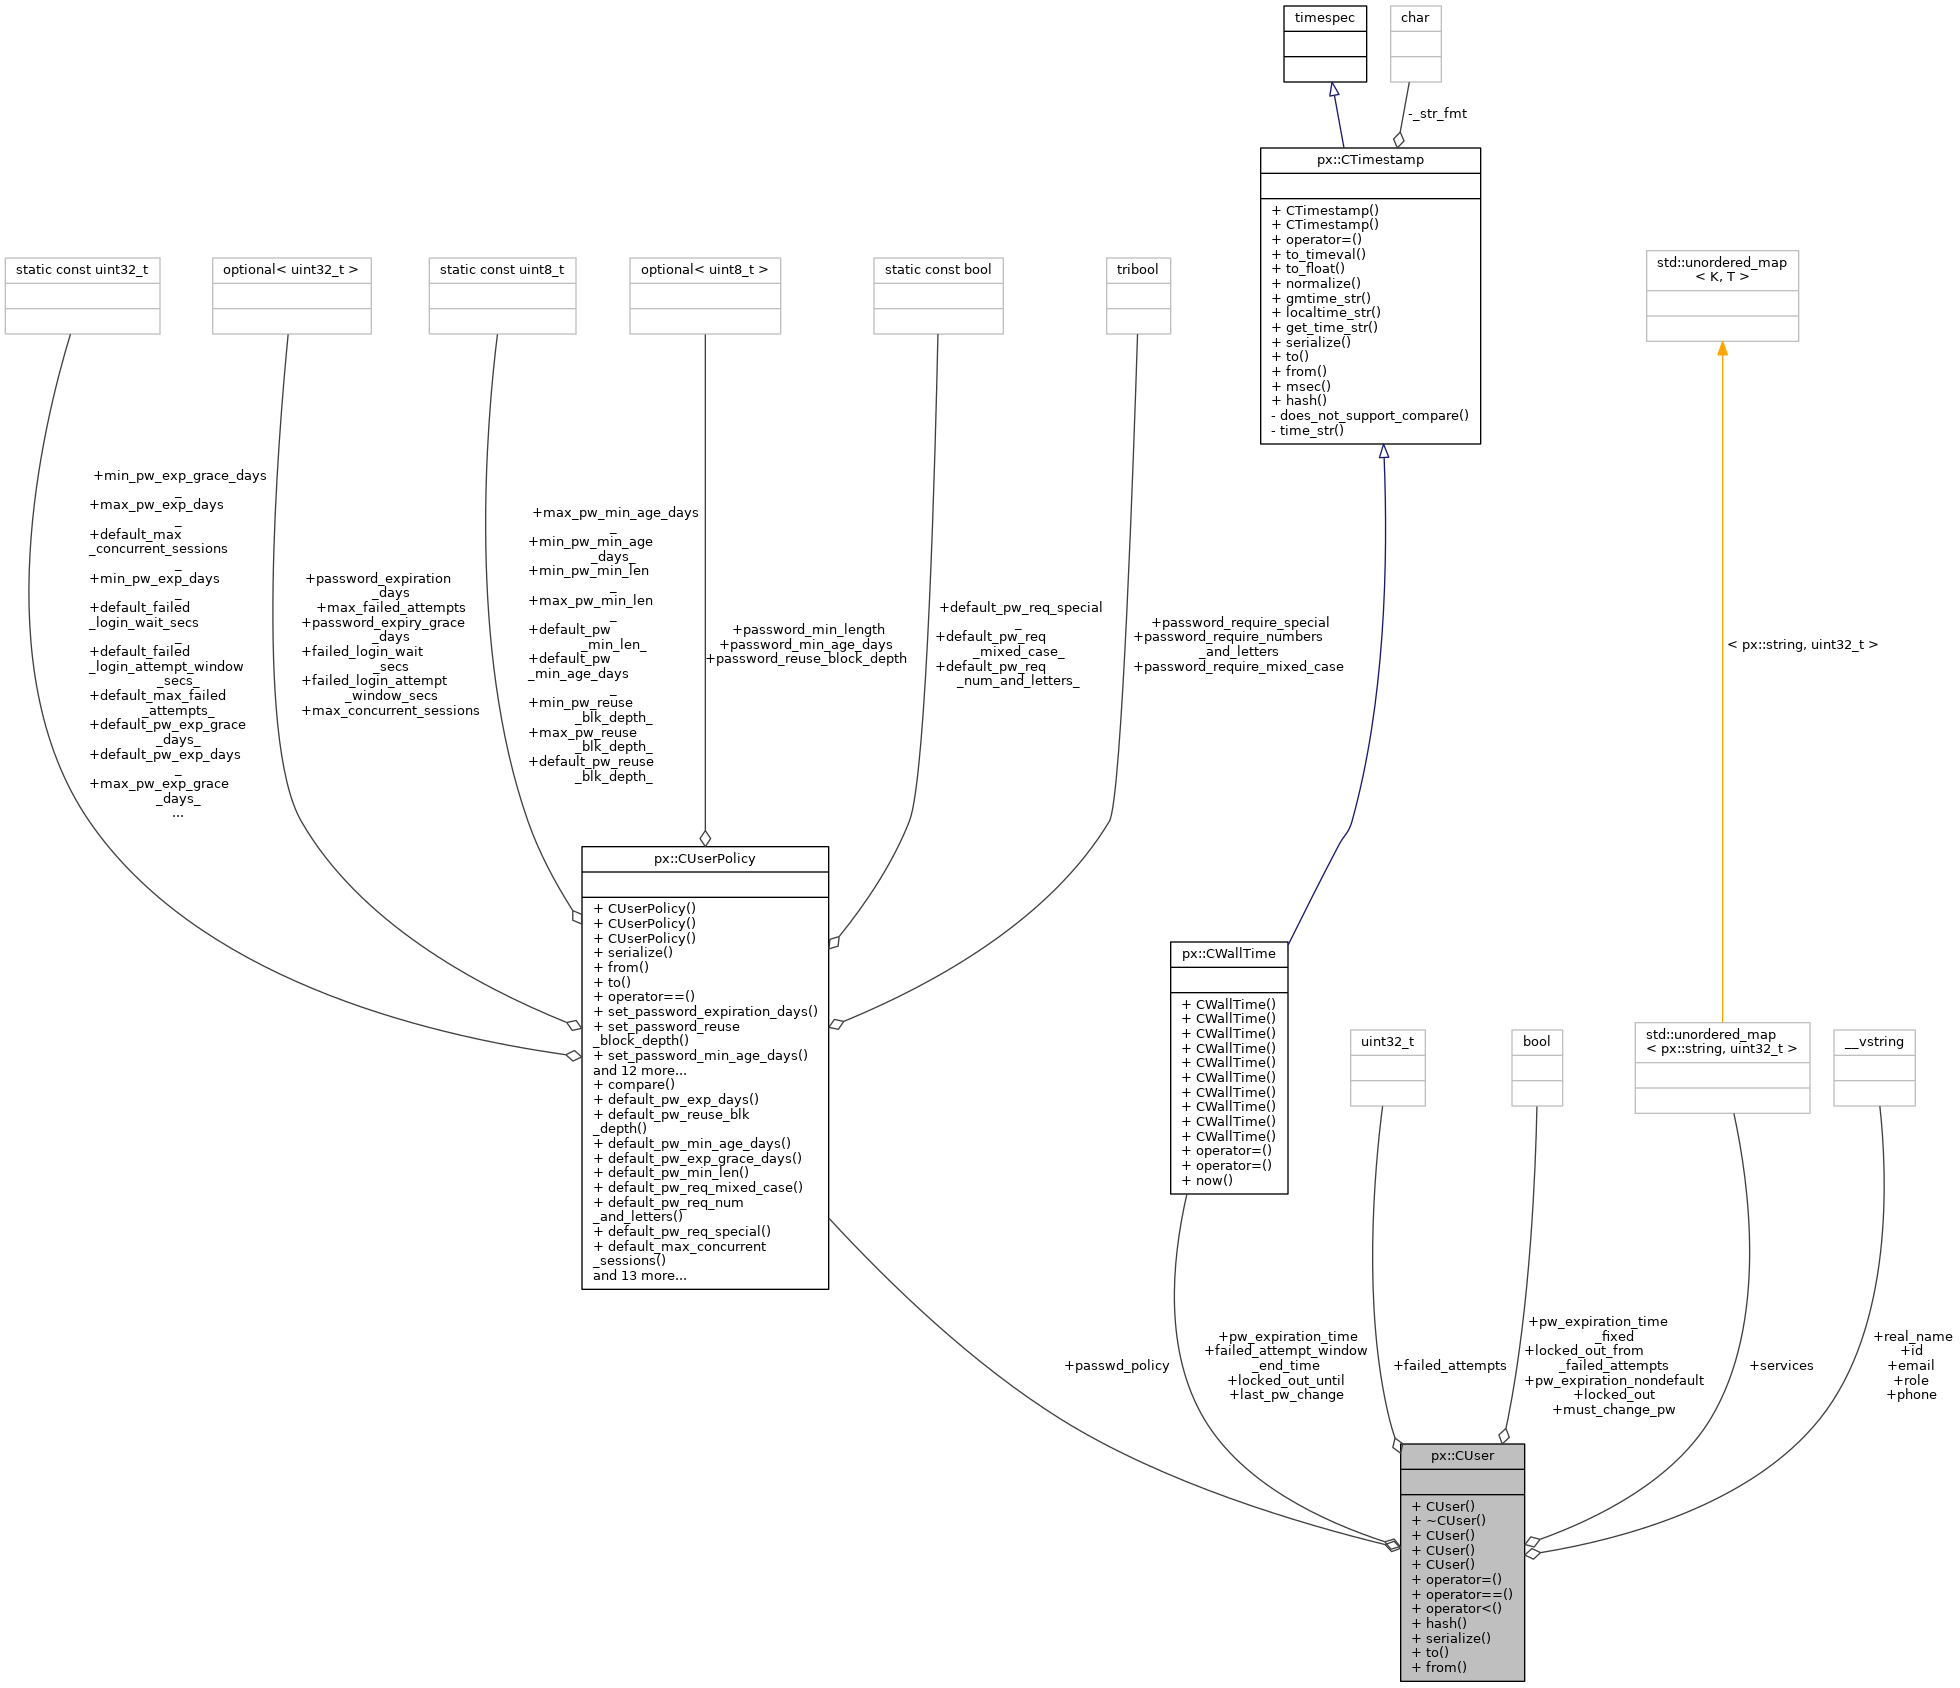 timespec
char
-_str_fmt
px::CTimestamp
+ CTimestamp()
+ CTimestamp()
+ operator=()
+ to_timeval()
+ to_float()
+ normalize()
+ gmtime_str()
+ localtime_str()
+ get_time_str()
+ serialize()
+ to()
+ from()
+ msec()
+ hash()
- does_not_support_compare()
- time_str()
static const uint32_t
optional< uint32_t >
static const uint8_t
optional< uint8_t >
static const bool
tribool
std::unordered_map
< K, T >
+min_pw_exp_grace_days
_
+max_pw_exp_days
_
+default_max
_concurrent_sessions
_
+min_pw_exp_days
_
+default_failed
_login_wait_secs
_
+default_failed
_login_attempt_window
_secs_
+default_max_failed
_attempts_
+default_pw_exp_grace
_days_
+default_pw_exp_days
_
+max_pw_exp_grace
_days_
...
+password_expiration
_days
+max_failed_attempts
+password_expiry_grace
_days
+failed_login_wait
_secs
+failed_login_attempt
_window_secs
+max_concurrent_sessions
+max_pw_min_age_days
_
+min_pw_min_age
_days_
+min_pw_min_len
_
+max_pw_min_len
_
+default_pw
_min_len_
+default_pw
_min_age_days
_
+min_pw_reuse
_blk_depth_
+max_pw_reuse
_blk_depth_
+default_pw_reuse
_blk_depth_
+password_min_length
+password_min_age_days
+password_reuse_block_depth
+default_pw_req_special
_
+default_pw_req
_mixed_case_
+default_pw_req
_num_and_letters_
+password_require_special
+password_require_numbers
_and_letters
+password_require_mixed_case
< px::string, uint32_t >
px::CUserPolicy
+ CUserPolicy()
+ CUserPolicy()
+ CUserPolicy()
+ serialize()
+ from()
+ to()
+ operator==()
+ set_password_expiration_days()
+ set_password_reuse
_block_depth()
+ set_password_min_age_days()
and 12 more...
+ compare()
+ default_pw_exp_days()
+ default_pw_reuse_blk
_depth()
+ default_pw_min_age_days()
+ default_pw_exp_grace_days()
+ default_pw_min_len()
+ default_pw_req_mixed_case()
+ default_pw_req_num
_and_letters()
+ default_pw_req_special()
+ default_max_concurrent
_sessions()
and 13 more...
px::CWallTime
+ CWallTime()
+ CWallTime()
+ CWallTime()
+ CWallTime()
+ CWallTime()
+ CWallTime()
+ CWallTime()
+ CWallTime()
+ CWallTime()
+ CWallTime()
+ operator=()
+ operator=()
+ now()
uint32_t
bool
std::unordered_map
< px::string, uint32_t >
__vstring
+passwd_policy
+pw_expiration_time
+failed_attempt_window
_end_time
+locked_out_until
+last_pw_change
+failed_attempts
+pw_expiration_time
_fixed
+locked_out_from
_failed_attempts
+pw_expiration_nondefault
+locked_out
+must_change_pw
+services
+real_name
+id
+email
+role
+phone
px::CUser
+ CUser()
+ ~CUser()
+ CUser()
+ CUser()
+ CUser()
+ operator=()
+ operator==()
+ operator<()
+ hash()
+ serialize()
+ to()
+ from()